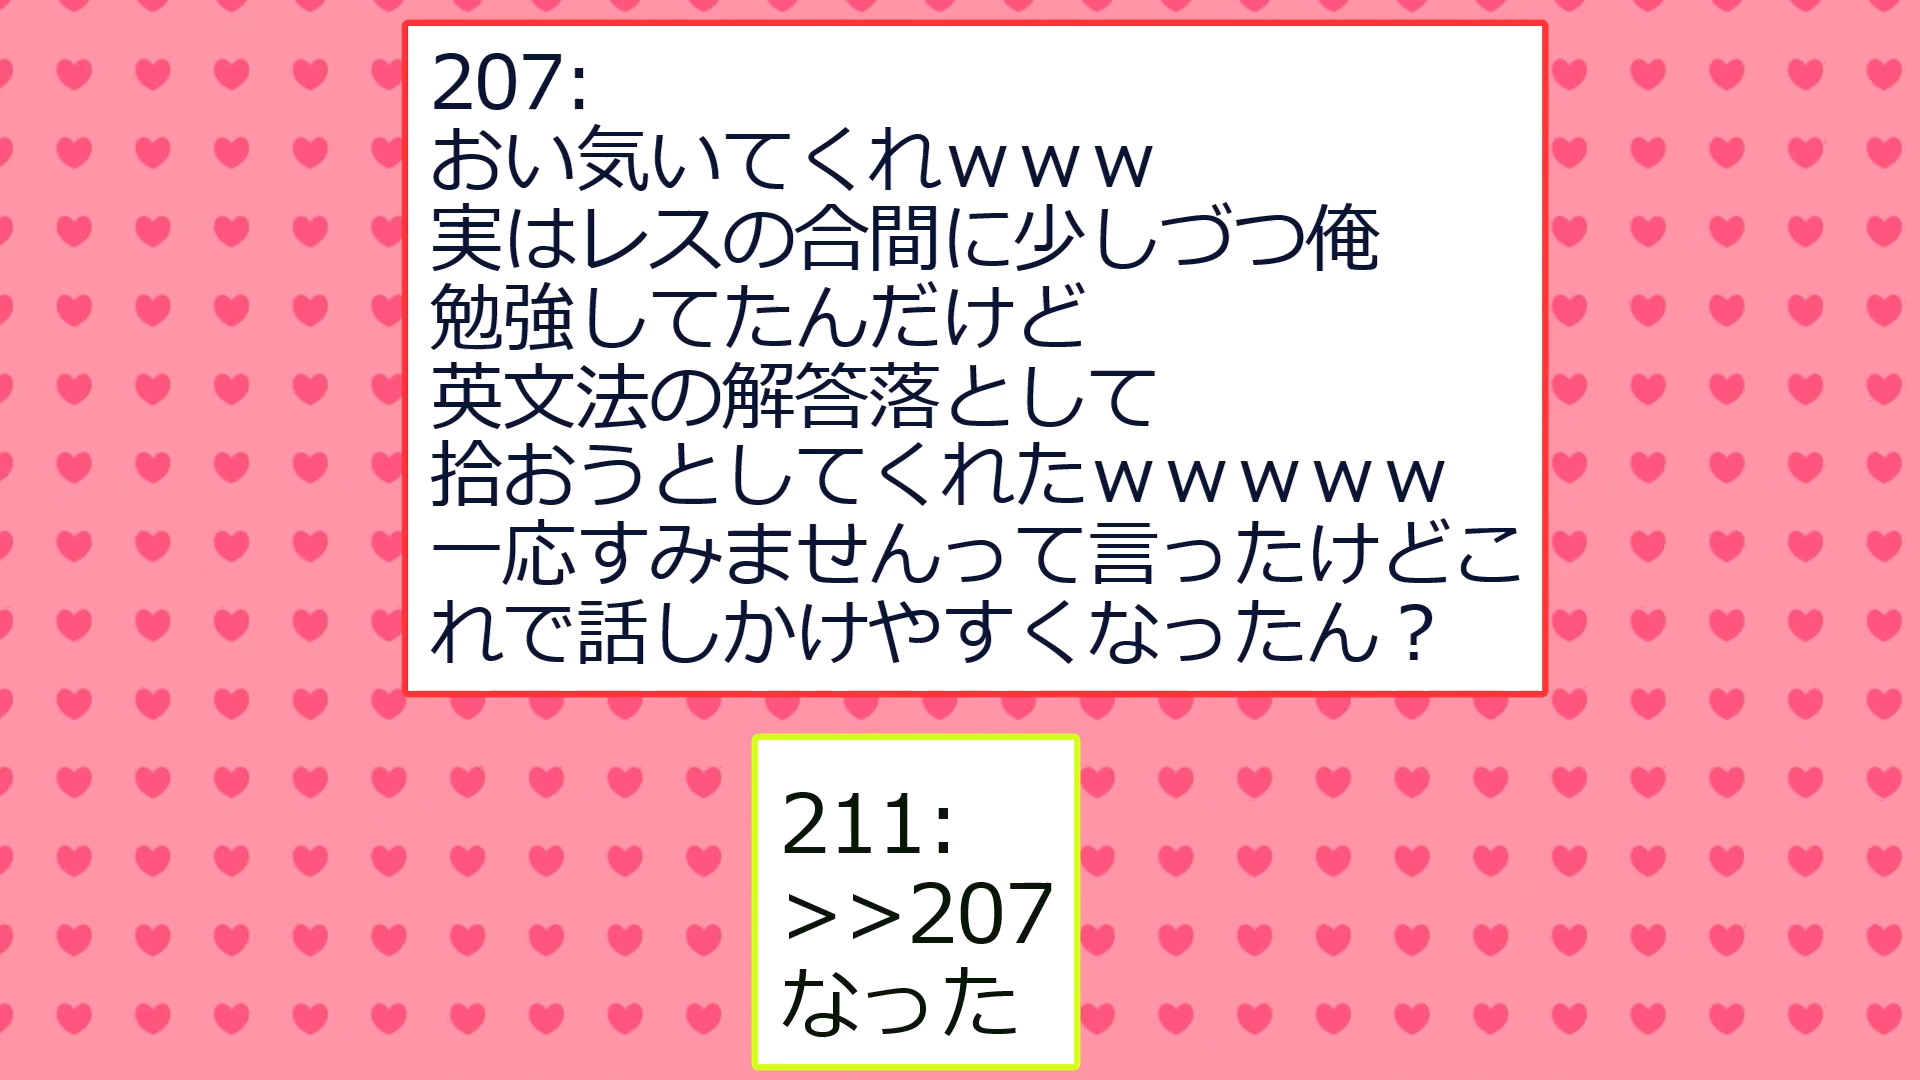 207:
おい気いてくれｗｗｗ
実はレスの合間に少しづつ俺
勉強してたんだけど
英文法の解答落として
拾おうとしてくれたｗｗｗｗｗ
一応すみませんって言ったけどこ
れで話しかけやすくなったん？
211:
>>207
なった